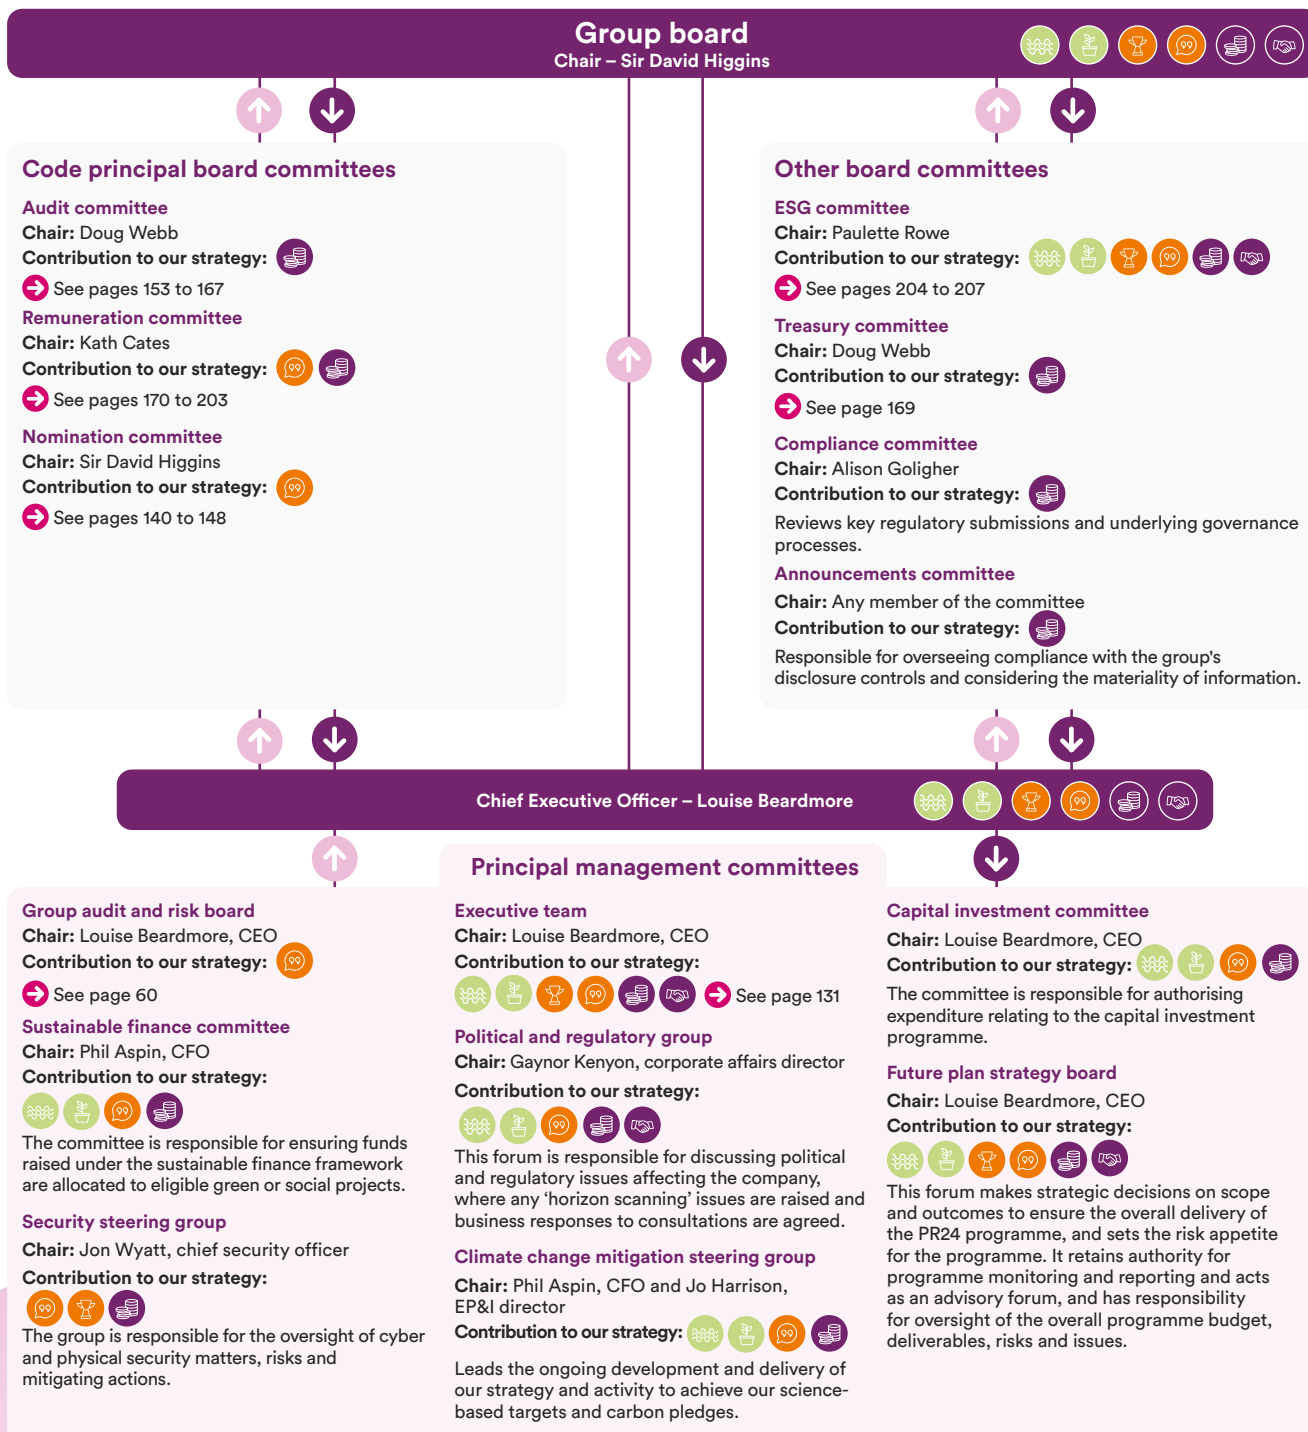 Group board
Chair – Sir David Higgins
Code principal board committees
Audit committee
Chair: Doug Webb
Contribution to our strategy:
See pages 153 to 167
Remuneration committee
Chair: Kath Cates
Contribution to our strategy:
See pages 170 to 203
Nomination committee
Chair: Sir David Higgins
Contribution to our strategy:
See pages 140 to 148
Other board committees
ESG committee
Chair: Paulette Rowe
Contribution to our strategy:
See pages 204 to 207
Treasury committee
Chair: Doug Webb
Contribution to our strategy:
See page 169
Compliance committee
Chair: Alison Goligher
Contribution to our strategy:
Reviews key regulatory submissions and underlying governance
processes.
Announcements committee
Chair: Any member of the committee
Contribution to our strategy:
Responsible for overseeing compliance with the group's
disclosure controls and considering the materiality of information.
Chief Executive Officer – Louise Beardmore
Principal management committees
Group audit and risk board
Chair: Louise Beardmore, CEO
Contribution to our strategy:
See page 60
Sustainable finance committee
Chair: Phil Aspin, CFO
Contribution to our strategy:
The committee is responsible for ensuring funds
raised under the sustainable finance framework
are allocated to eligible green or social projects.
Security steering group
Chair: Jon Wyatt, chief security officer
Contribution to our strategy:
The group is responsible for the oversight of cyber
and physical security matters, risks and
mitigating actions.
Executive team
Chair: Louise Beardmore, CEO
Contribution to our strategy:
See page 131
Political and regulatory group
Chair: Gaynor Kenyon, corporate affairs director
Contribution to our strategy:
This forum is responsible for discussing political
and regulatory issues affecting the company,
where any ‘horizon scanning’ issues are raised and
business responses to consultations are agreed.
Climate change mitigation steering group
Chair: Phil Aspin, CFO and Jo Harrison,
EP&I director
Contribution to our strategy:
Leads the ongoing development and delivery of
our strategy and activity to achieve our science-
based targets and carbon pledges.
Capital investment committee
Chair: Louise Beardmore, CEO
Contribution to our strategy:
The committee is responsible for authorising
expenditure relating to the capital investment
programme.
Future plan strategy board
Chair: Louise Beardmore, CEO
Contribution to our strategy:
This forum makes strategic decisions on scope
and outcomes to ensure the overall delivery of
the PR24 programme, and sets the risk appetite
for the programme. It retains authority for
programme monitoring and reporting and acts
as an advisory forum, and has responsibility
for oversight of the overall programme budget,
deliverables, risks and issues.